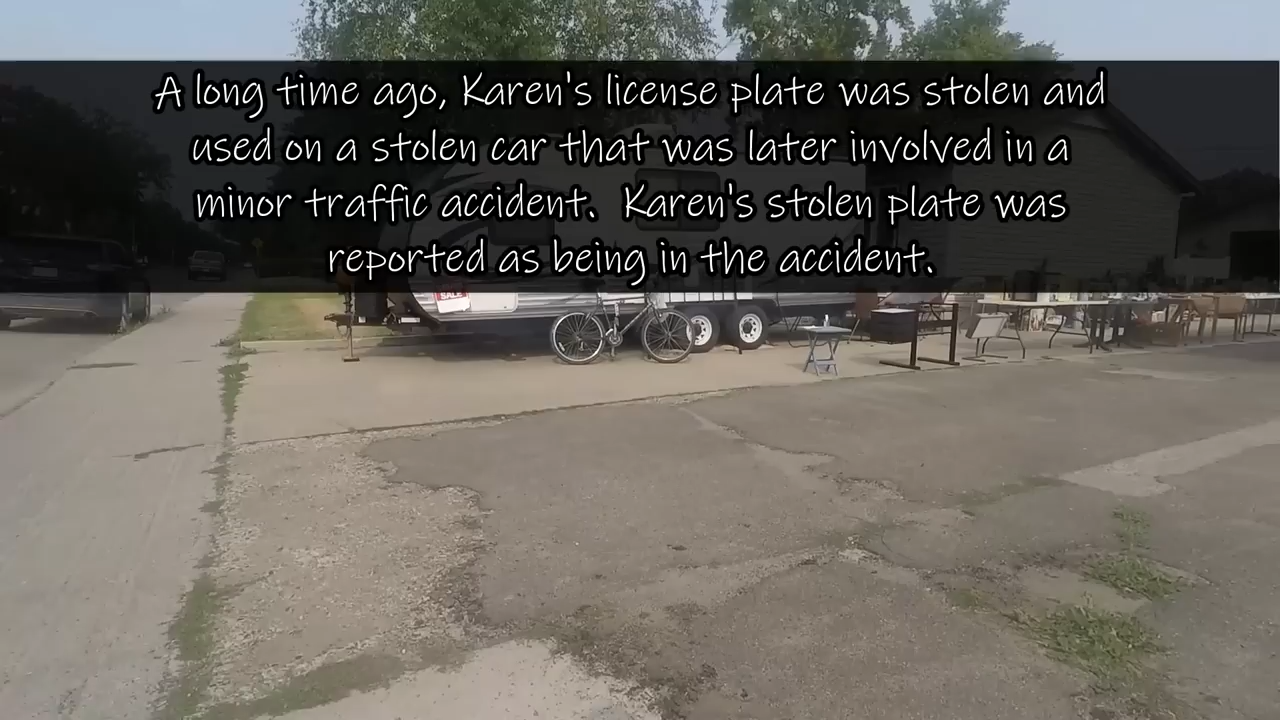 A long time ago, Karen's license plate was stolen and
used on a stolen car that was later involved in a
minor traffic accident.  Karen's stolen plate was
reported as being in the accident.
SALE